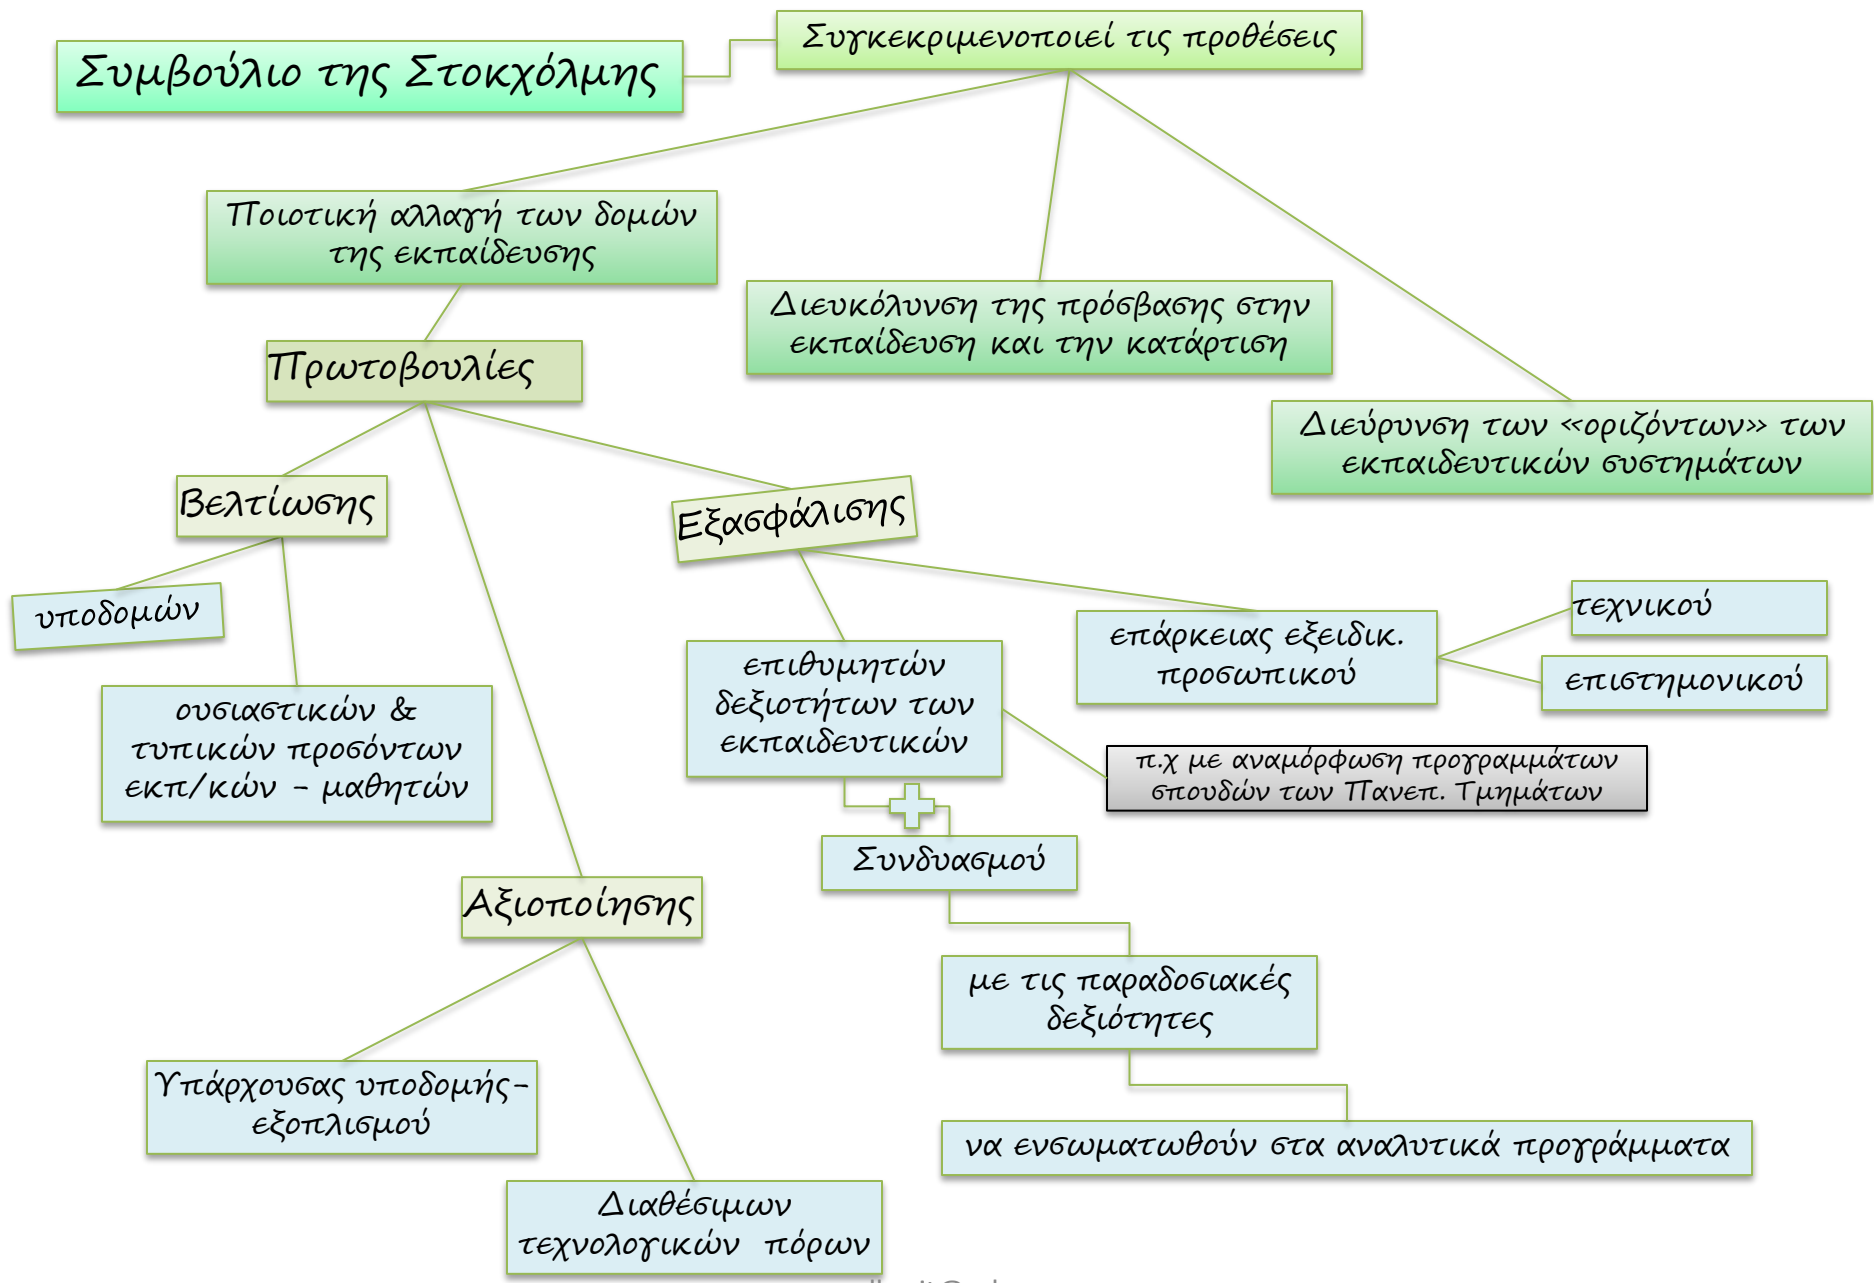 Συμβούλιο της Στοκχόλμης
Συγκεκριμενοποιεί τις προθέσεις
Ποιοτική αλλαγή των δομών
της εκπαίδευσης
Διευκόλυνση της πρόσβασης στην
εκπαίδευση και την κατάρτιση
Διεύρυνση των «οριζόντων» των
εκπαιδευτικών συστημάτων
Πρωτοβουλίες
Βελτίωσης
υποδομών
ουσιαστικών &
τυπικών προσόντων
εκπ/κών - μαθητών
Εξασφάλισης
επιθυμητών
δεξιοτήτων των
εκπαιδευτικών
επάρκειας εξειδικ.
προσωπικού
τεχνικού
επιστημονικού
π.χ με αναμόρφωση προγραμμάτων
σπουδών των Πανεπ. Τμημάτων
Συνδυασμού
με τις παραδοσιακές
δεξιότητες
να ενσωματωθούν στα αναλυτικά προγράμματα
Αξιοποίησης
Υπάρχουσας υποδομής-
εξοπλισμού
Διαθέσιμων
τεχνολογικών πόρων